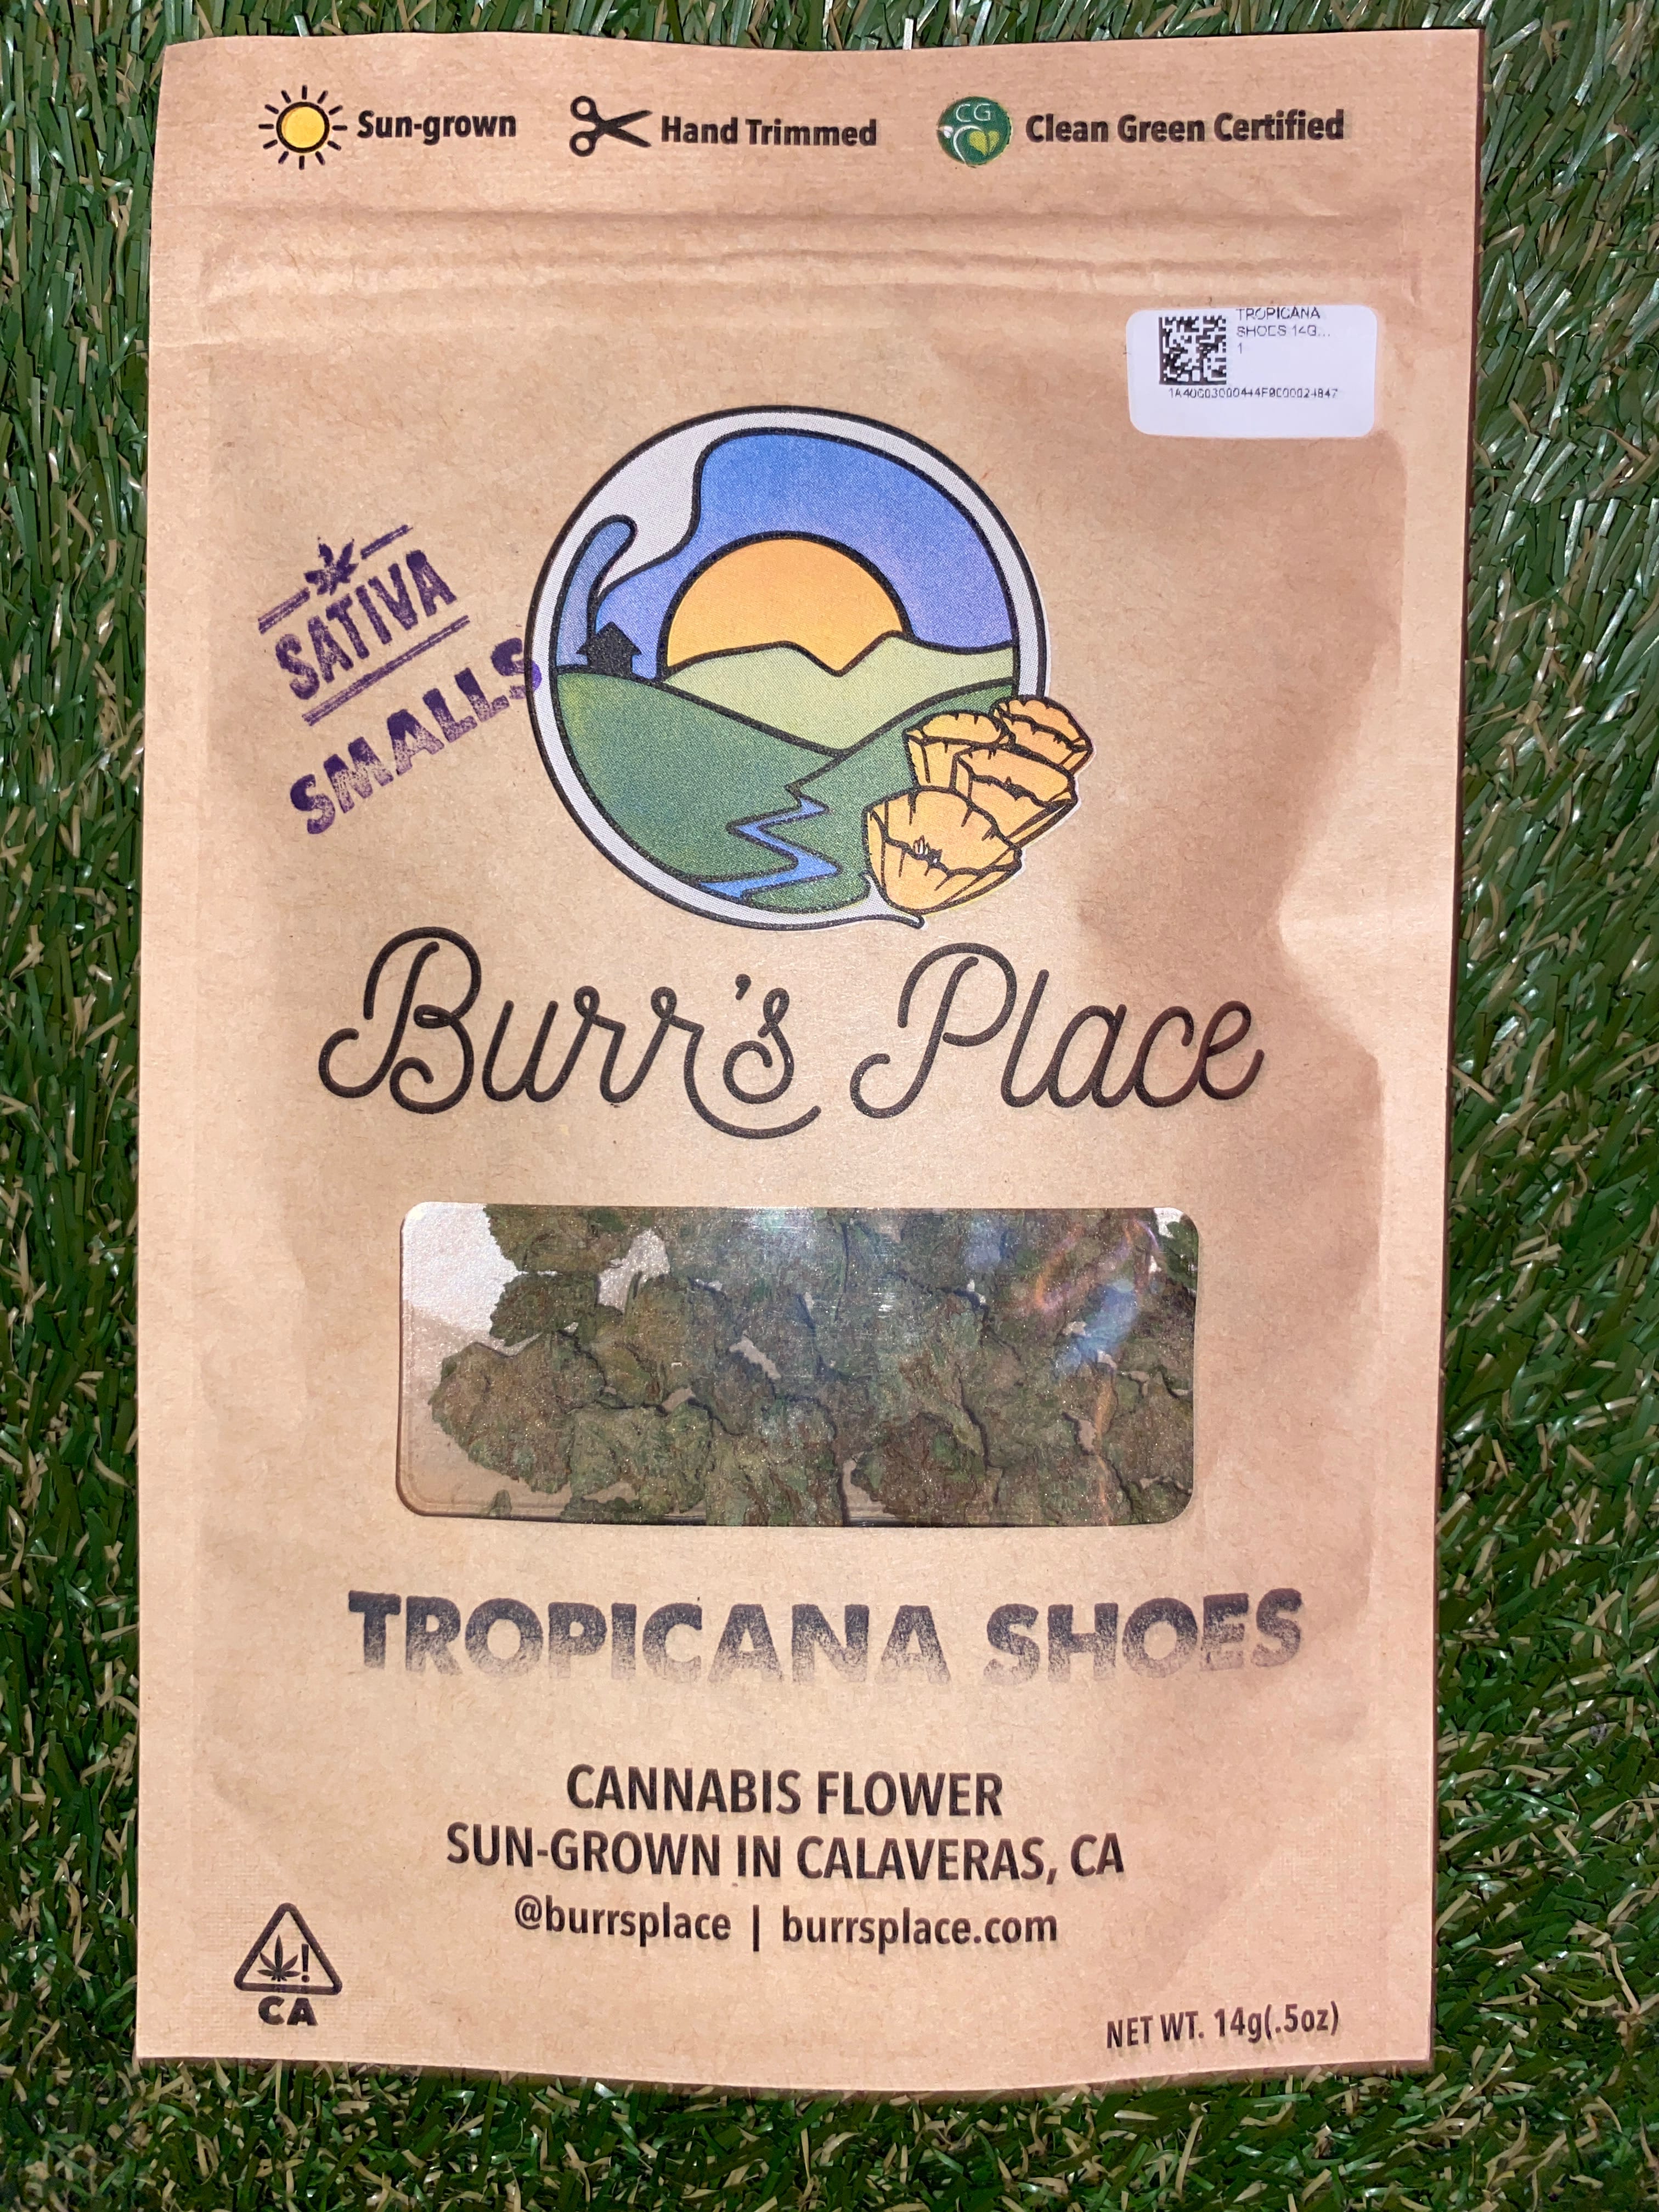 Sun-grown
Hand Trimmed
CG
Clean Green Certified
TROPICANA
SHOES 14G...
1
SATIVA
SMALLS
Burr's Place
TROPICANA SHOES
CANNABIS FLOWER
SUN-GROWN IN CALAVERAS, CA
@burrsplace | burrsplace.com
!
CA
NET WT. 14g(.5oz)